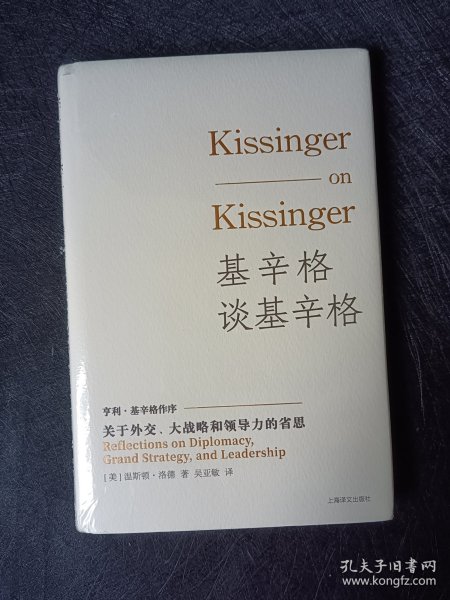 Kissinger
on
Kissinger
基辛格
谈基辛格
亨利·基辛格作序
关于外交、大战略和领导力的省思
Reflections on Diplomacy,
Grand Strategy, and Leadership
[美]温斯顿·洛德 著 吴亚敏 译
上海译文出版社
孔夫子旧书网
www.kongfz.com